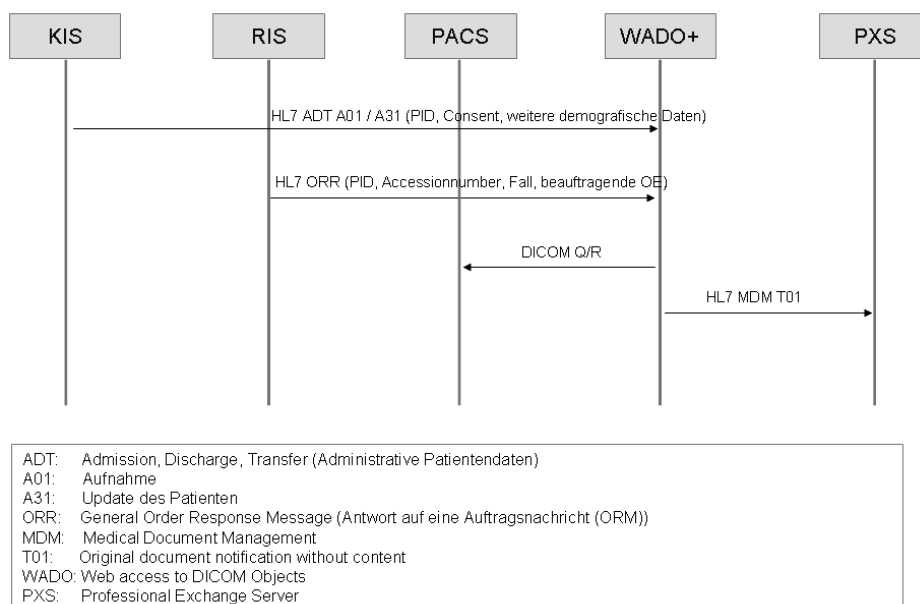 KIS RIS PACS WADO+ PXS
HL7 ADT A01 / A31 (PID, Consent, weitere demografische Daten)
HL7 ORR (PID, Accessionnumber, Fall, beauftragende OE)
DICOM Q/R
HL7 MDM T01
ADT: Admission, Discharge, Transfer (Administrative Patientendaten)
A01: Aufnahme
A31: Update des Patienten
ORR: General Order Response Message (Antwort auf eine Auftragsnachricht (ORM))
MDM: Medical Document Management
T01: Original document notification without content
WADO: Web access to DICOM Objects
PXS: Professional Exchange Server